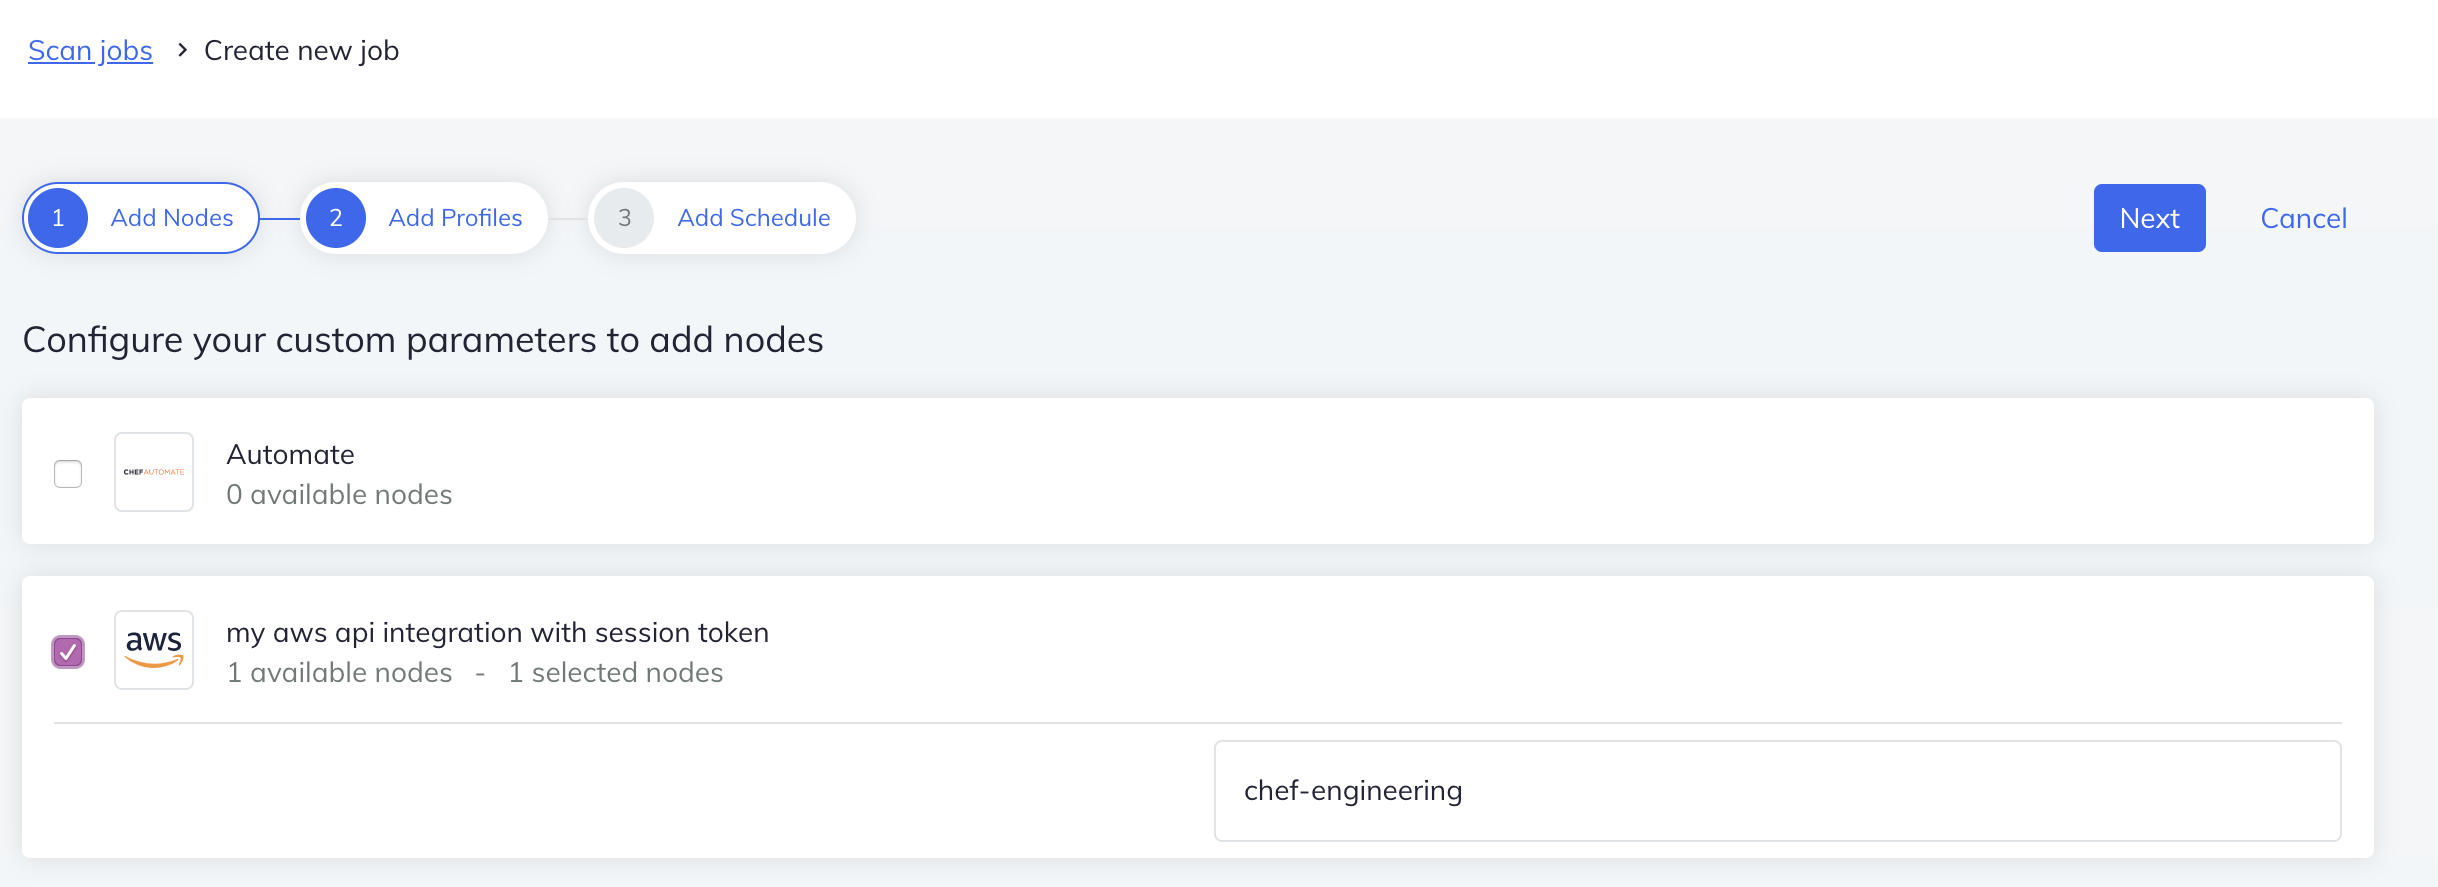 Scan jobs > Create new job
1 Add Nodes 2 Add Profiles 3 Add Schedule Next Cancel
Configure your custom parameters to add nodes
CHEFAUTOMATE
Automate
0 available nodes
aws
my aws api integration with session token
1 available nodes - 1 selected nodes
chef-engineering